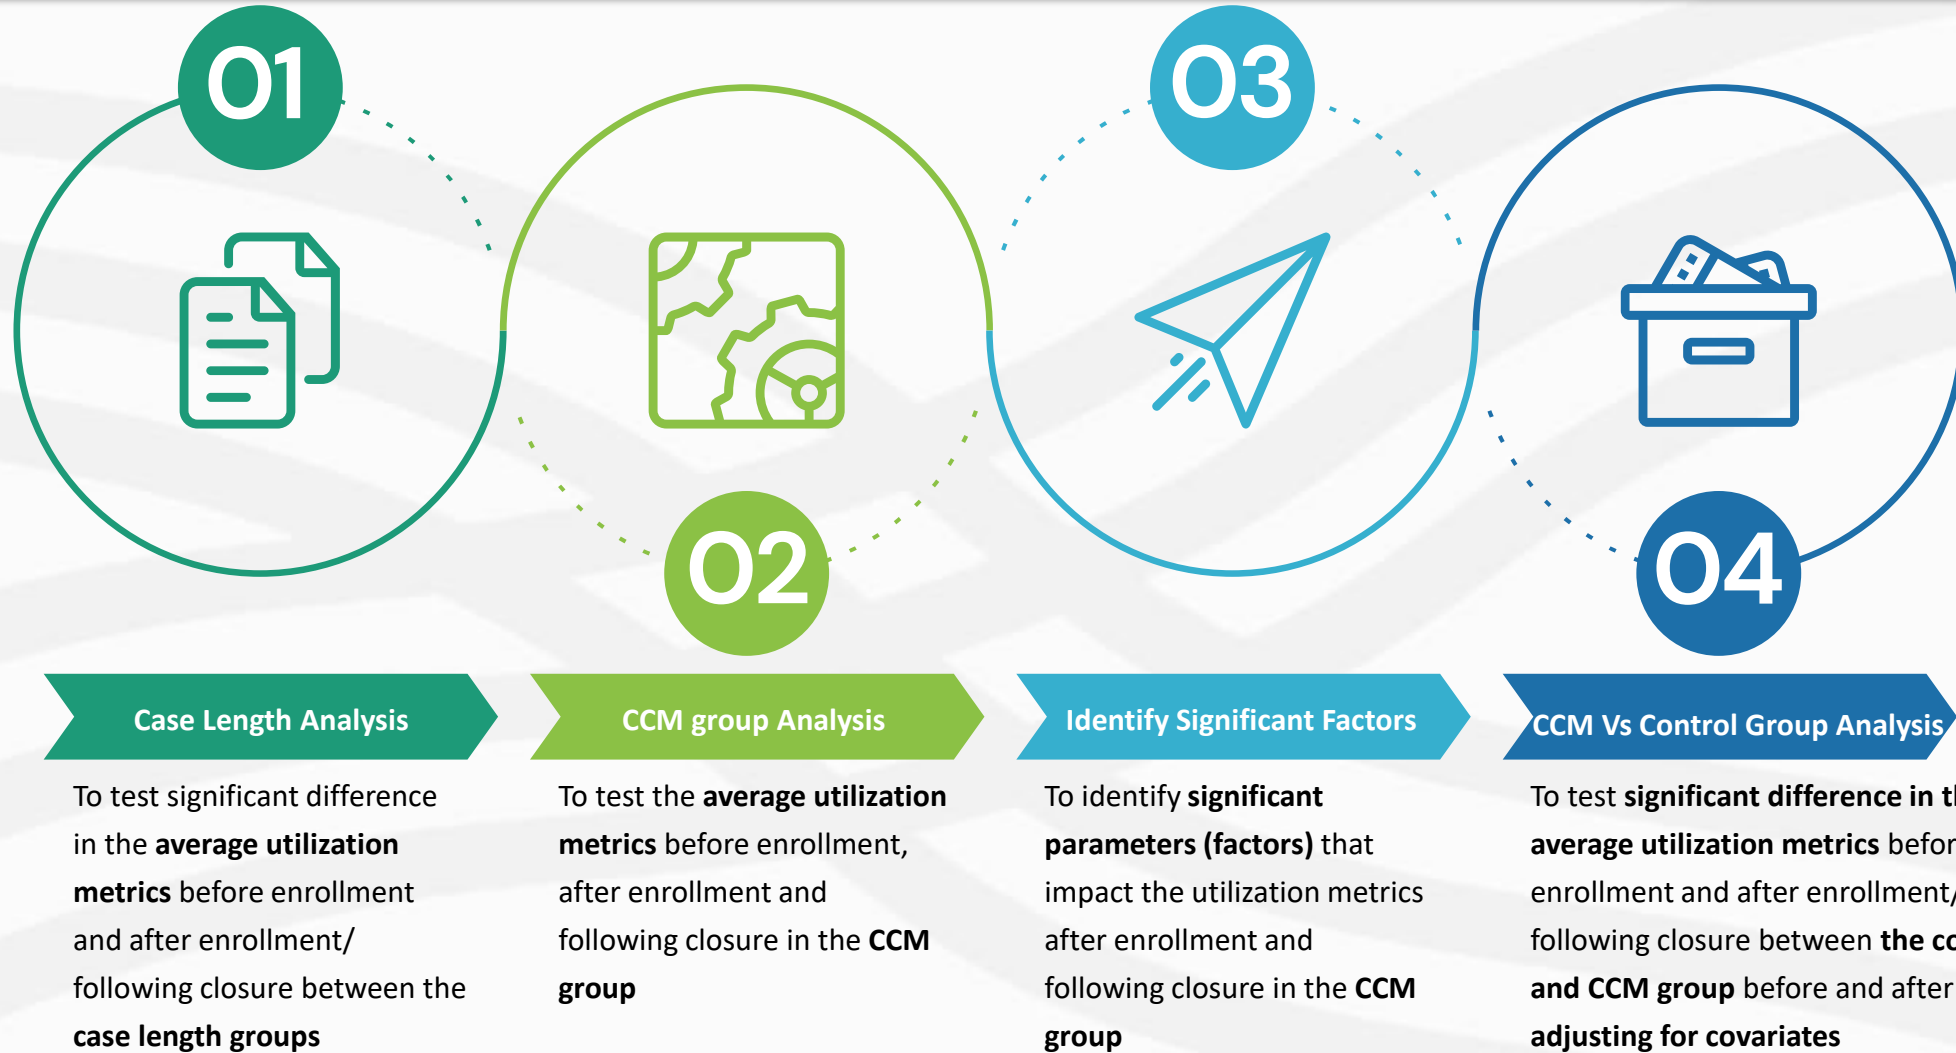 01
02
03
04
Case Length Analysis
To test significant difference
in the average utilization
metrics before enrollment
and after enrollment/
following closure between the
case length groups
CCM group Analysis
To test the average utilization
metrics before enrollment,
after enrollment and
following closure in the CCM
group
Identify Significant Factors
To identify significant
parameters (factors) that
impact the utilization metrics
after enrollment and
following closure in the CCM
group
CCM Vs Control Group Analysis
To test significant difference in
average utilization metrics
enrollment and after enrollment/
following closure between the
and CCM group before and after
adjusting for covariates